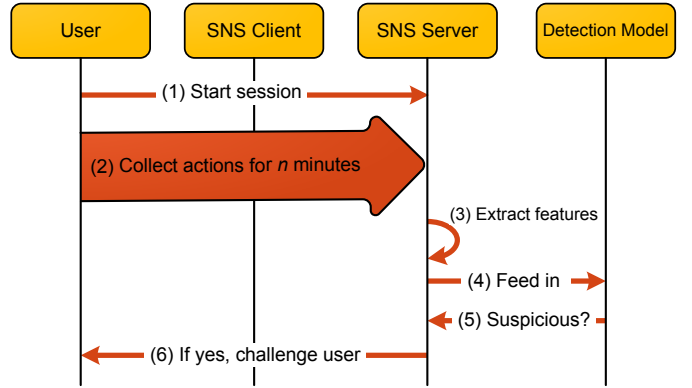 User
SNS Client
SNS Server
Detection Model
(1) Start session
(2) Collect actions for n minutes
(3) Extract features
(4) Feed in
(5) Suspicious?
(6) If yes, challenge user